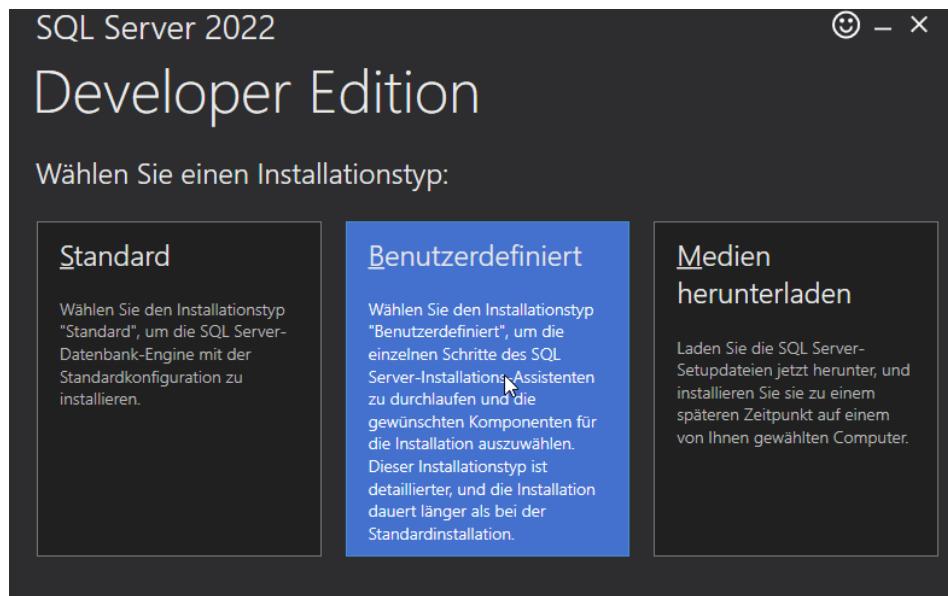 SQL Server 2022
Developer Edition
Wählen Sie einen Installationstyp:
Standard
Wählen Sie den Installationstyp
"Standard", um die SQL Server-
Datenbank-Engine mit der
Standardkonfiguration zu
installieren.
Benutzerdefiniert
Wählen Sie den Installationstyp
"Benutzerdefiniert", um die
einzelnen Schritte des SQL
Server-Installations-Assistenten
zu durchlaufen und die
gewünschten Komponenten für
die Installation auszuwählen.
Dieser Installationstyp ist
detaillierter, und die Installation
dauert länger als bei der
Standardinstallation.
Medien
herunterladen
Laden Sie die SQL Server-
Setupdateien jetzt herunter, und
installieren Sie sie zu einem
späteren Zeitpunkt auf einem
von Ihnen gewählten Computer.